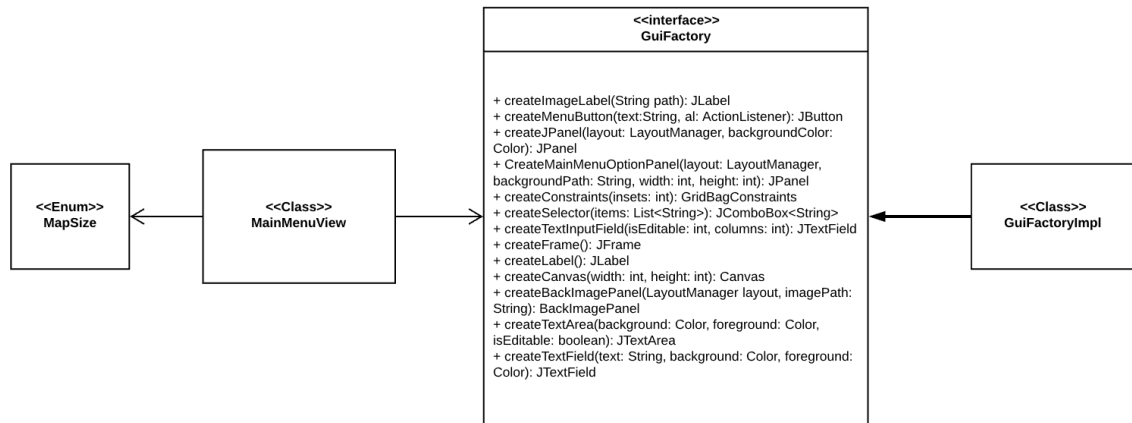 <<interface>>
GuiFactory
+ createImageLabel(String path): JLabel
+ createMenuButton(text:String, al: ActionListener): JButton
+ createJPanel(layout: LayoutManager, backgroundColor:
Color): JPanel
+ CreateMainMenuOptionPanel(layout: LayoutManager,
backgroundPath: String, width: int, height: int): JPanel
+ createConstraints(insets: int): GridBagConstraints
+ createSelector(items: List<String>): JComboBox<String>
+ createTextInputField(isEditable: int, columns: int): JTextField
+ createFrame(): JFrame
+ createLabel(): JLabel
+ createCanvas(width: int, height: int): Canvas
+ createBackImagePanel(LayoutManager layout, imagePath:
String): BackImagePanel
+ createTextArea(background: Color, foreground: Color,
isEditable: boolean): JTextArea
+ createTextField(text: String, background: Color, foreground:
Color): JTextField
<<Enum>>
MapSize
<<Class>>
MainMenuView
<<Class>>
GuiFactoryImpl